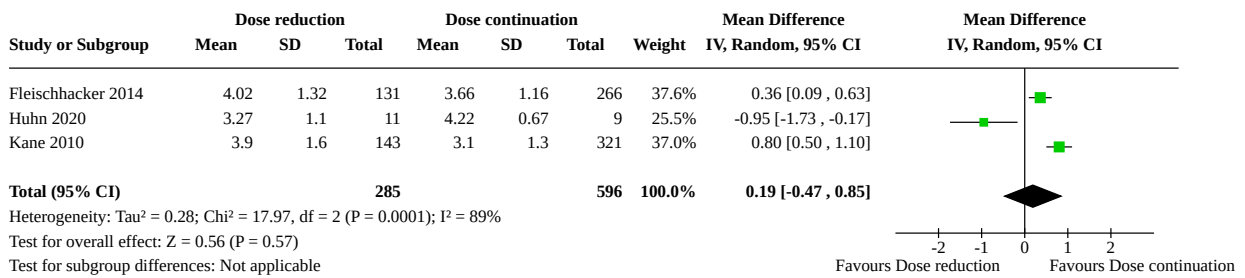 Dose reduction Dose continuation Mean Difference Mean Difference
Study or Subgroup Mean SD Total Mean SD Total Weight IV, Random, 95% CI IV, Random, 95% CI
Fleischhacker 2014 4.02 1.32 131 3.66 1.16 266 37.6% 0.36 [0.09 , 0.63]
Huhn 2020 3.27 1.1 11 4.22 0.67 9 25.5% -0.95 [-1.73 , -0.17]
Kane 2010 3.9 1.6 143 3.1 1.3 321 37.0% 0.80 [0.50 , 1.10]
Total (95% CI) 285 596 100.0% 0.19 [-0.47 , 0.85]
Heterogeneity: Tau² = 0.28; Chi² = 17.97, df = 2 (P = 0.0001); I² = 89%
Test for overall effect: Z = 0.56 (P = 0.57) -2 -1 0 1 2
Test for subgroup differences: Not applicable Favours Dose reduction Favours Dose continuation